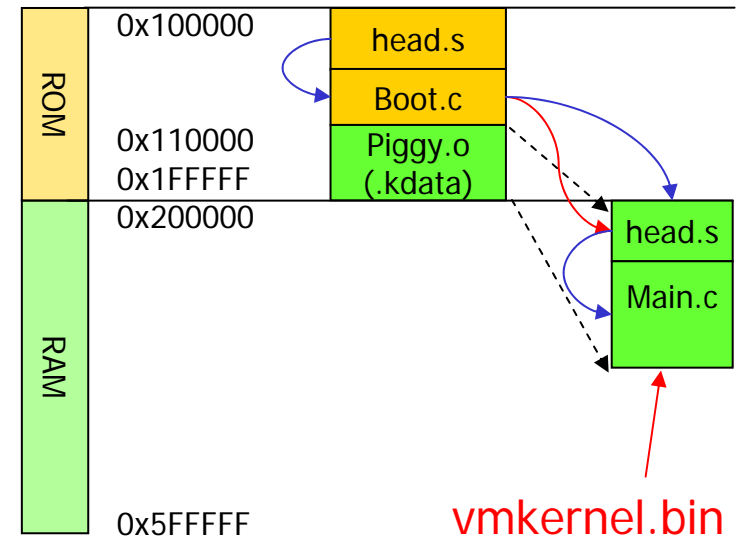 ROM
RAM
0x100000
0x110000
0x1FFFFF
0x200000
0x5FFFFF
head.s
Boot.c
Piggy.o
(.kdata)
head.s
Main.c
vmkernel.bin